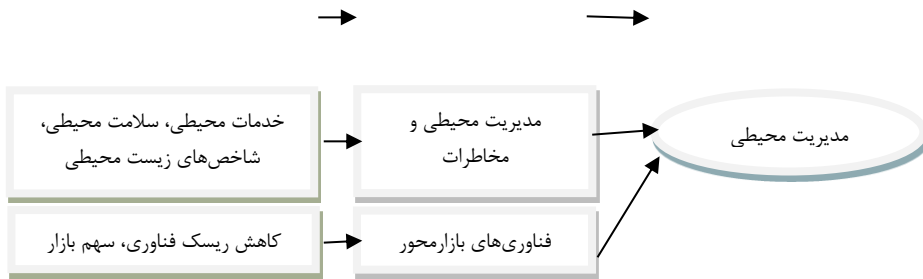 خدمات محیطی، سلامت محیطی،
شاخص‌های زیست محیطی
مدیریت محیطی و
مخاطرات
مدیریت محیطی
کاهش ریسک فناوری، سهم بازار
فناوری‌های بازارمحور